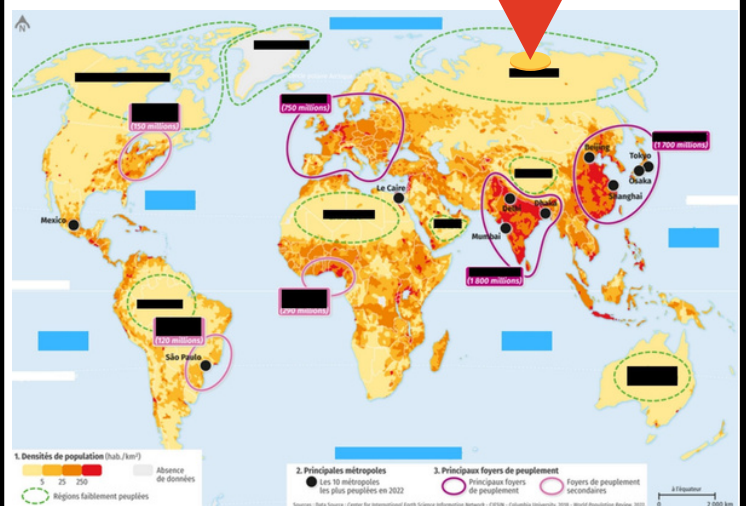 N
(150 millions)
(750 millions)
(1 700 millions)
Beijing
Tokyo
Osaka
Shanghai
Le Caire
Delhi
Dhaka
Mumbai
Mexico
(1 800 millions)
(290 millions)
(120 millions)
São Paulo
1. Densités de population (hab./km²)
5 25 250
Absence
de données
Régions faiblement peuplées
2. Principales métropoles
Les 10 métropoles
les plus peuplées en 2022
3. Principaux foyers de peuplement
Principaux foyers
de peuplement
Foyers de peuplement
secondaires
à l'équateur
0 2 000 km